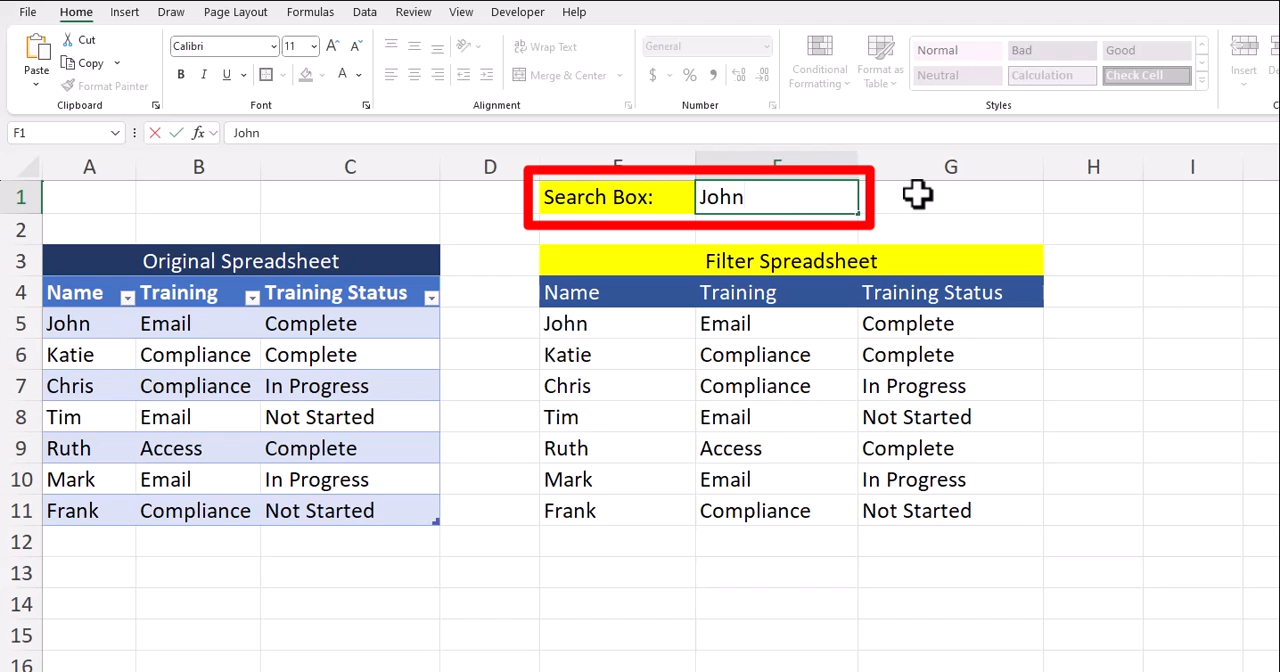 File Home Insert Draw Page Layout Formulas Data Review View Developer Help
Paste Cut Copy Format Painter Clipboard
Calibri 11 A A B I U A Font
Wrap Text Merge & Center Alignment
General $ % Number
Conditional Formatting Format as Table
Normal Bad Good
Neutral Calculation Check Cell
Styles
Insert
F1 fx John
A B C D G H I
1 Search Box: John
2
3 Original Spreadsheet Filter Spreadsheet
4 Name Training Training Status Name Training Training Status
5 John Email Complete John Email Complete
6 Katie Compliance Complete Katie Compliance Complete
7 Chris Compliance In Progress Chris Compliance In Progress
8 Tim Email Not Started Tim Email Not Started
9 Ruth Access Complete Ruth Access Complete
10 Mark Email In Progress Mark Email In Progress
11 Frank Compliance Not Started Frank Compliance Not Started
12
13
14
15
16